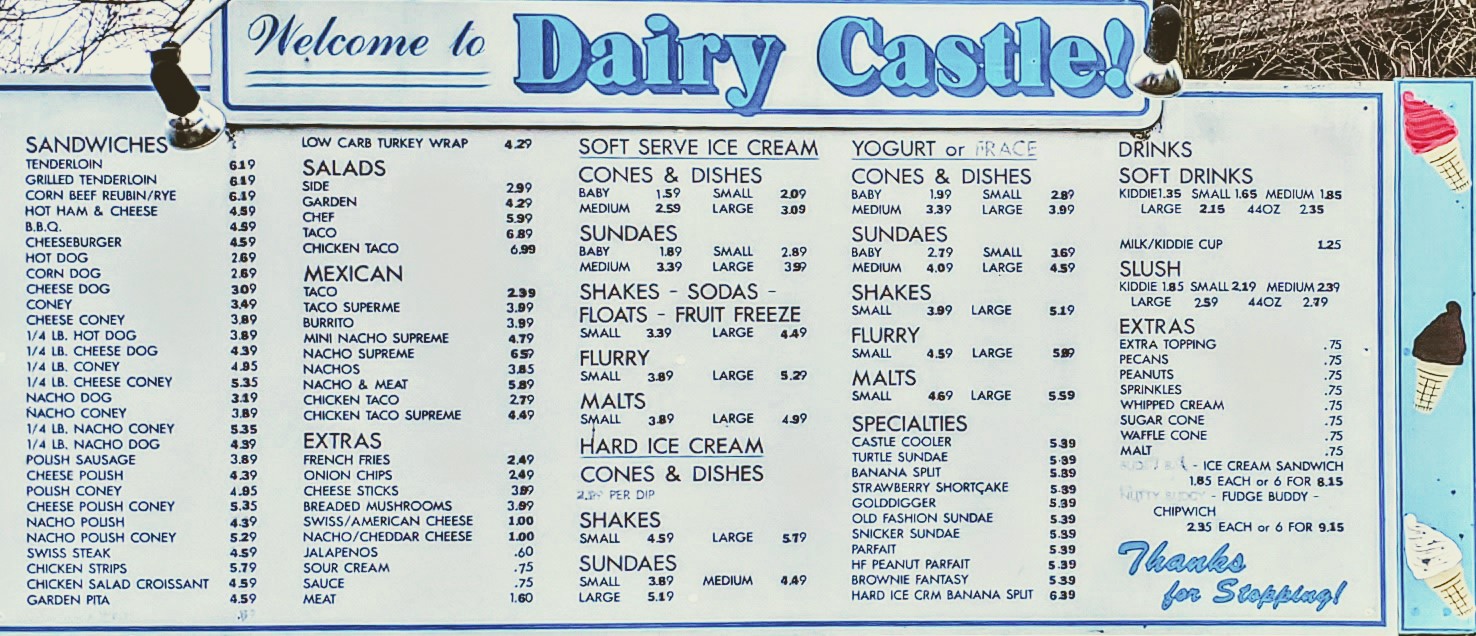 Welcome to Dairy Castle!
SANDWICHES
TENDERLOIN 6.19
GRILLED TENDERLOIN 6.19
CORN BEEF REUBIN/RYE 6.19
HOT HAM & CHEESE 4.59
B.B.Q. 4.59
CHEESEBURGER 4.59
HOT DOG 2.69
CORN DOG 2.69
CHEESE DOG 3.09
CONEY 3.49
CHEESE CONEY 3.89
1/4 LB. HOT DOG 3.89
1/4 LB. CHEESE DOG 4.39
1/4 LB. CONEY 4.95
1/4 LB. CHEESE CONEY 5.35
NACHO DOG 3.19
NACHO CONEY 3.89
1/4 LB. NACHO CONEY 5.35
1/4 LB. NACHO DOG 4.39
POLISH SAUSAGE 3.89
CHEESE POLISH 4.39
POLISH CONEY 4.95
CHEESE POLISH CONEY 5.35
NACHO POLISH 4.39
NACHO POLISH CONEY 5.29
SWISS STEAK 4.59
CHICKEN STRIPS 5.79
CHICKEN SALAD CROISSANT 4.59
GARDEN PITA 4.59
LOW CARB TURKEY WRAP 4.29
SALADS
SIDE 2.99
GARDEN 4.29
CHEF 5.99
TACO 6.89
CHICKEN TACO 6.99
MEXICAN
TACO 2.39
TACO SUPERME 3.99
BURRITO 3.99
MINI NACHO SUPREME 4.79
NACHO SUPREME 6.59
NACHOS 3.85
NACHO & MEAT 5.89
CHICKEN TACO 2.79
CHICKEN TACO SUPREME 4.49
EXTRAS
FRENCH FRIES 2.49
ONION CHIPS 2.49
CHEESE STICKS 3.99
BREADED MUSHROOMS 3.99
SWISS/AMERICAN CHEESE 1.00
NACHO/CHEDDAR CHEESE 1.00
JALAPENOS .60
SOUR CREAM .75
SAUCE .75
MEAT 1.60
SOFT SERVE ICE CREAM
CONES & DISHES
BABY 1.59 SMALL 2.09
MEDIUM 2.59 LARGE 3.09
SUNDAES
BABY 1.89 SMALL 2.89
MEDIUM 3.39 LARGE 3.99
SHAKES - SODAS -
FLOATS - FRUIT FREEZE
SMALL 3.39 LARGE 4.49
FLURRY
SMALL 3.89 LARGE 5.29
MALTS
SMALL 3.89 LARGE 4.99
HARD ICE CREAM
CONES & DISHES
PER DIP
SHAKES
SMALL 4.59 LARGE 5.79
SUNDAES
SMALL 3.89 MEDIUM 4.49
LARGE 5.19
YOGURT or
CONES & DISHES
BABY 1.99 SMALL 2.89
MEDIUM 3.39 LARGE 3.99
SUNDAES
BABY 2.79 SMALL 3.69
MEDIUM 4.09 LARGE 4.59
SHAKES
SMALL 3.99 LARGE 5.19
FLURRY
SMALL 4.59 LARGE 5.89
MALTS
SMALL 4.69 LARGE 5.59
SPECIALTIES
CASTLE COOLER 5.39
TURTLE SUNDAE 5.39
BANANA SPLIT 5.39
STRAWBERRY SHORTCAKE 5.39
GOLDDIGGER 5.39
OLD FASHION SUNDAE 5.39
SNICKER SUNDAE 5.39
PARFAIT 5.39
HF PEANUT PARFAIT 5.39
BROWNIE FANTASY 5.39
HARD ICE CRM BANANA SPLIT 6.39
DRINKS
SOFT DRINKS
KIDDIE 1.35 SMALL 1.65 MEDIUM 1.85
LARGE 2.15 44OZ 2.35
MILK/KIDDIE CUP 1.25
SLUSH
KIDDIE 1.85 SMALL 2.19 MEDIUM 2.39
LARGE 2.59 44OZ 2.79
EXTRAS
EXTRA TOPPING .75
PECANS .75
PEANUTS .75
SPRINKLES .75
WHIPPED CREAM .75
SUGAR CONE .75
WAFFLE CONE .75
MALT .75
- ICE CREAM SANDWICH
1.85 EACH or 6 FOR 8.15
NUTTY BUDDY - FUDGE BUDDY -
CHIPWICH
2.35 EACH or 6 FOR 9.15
Thanks
for Stopping!